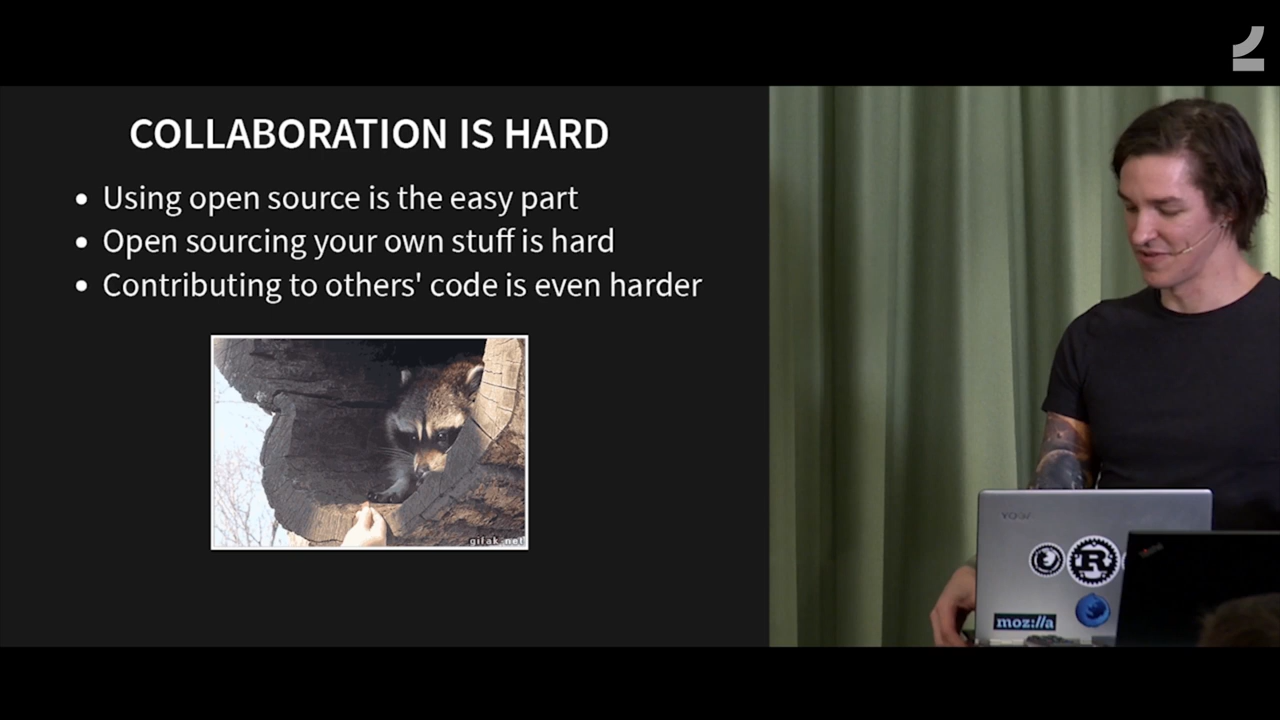 COLLABORATION IS HARD
Using open source is the easy part
Open sourcing your own stuff is hard
Contributing to others' code is even harder
gifak-net
YOGA
R
moz://a